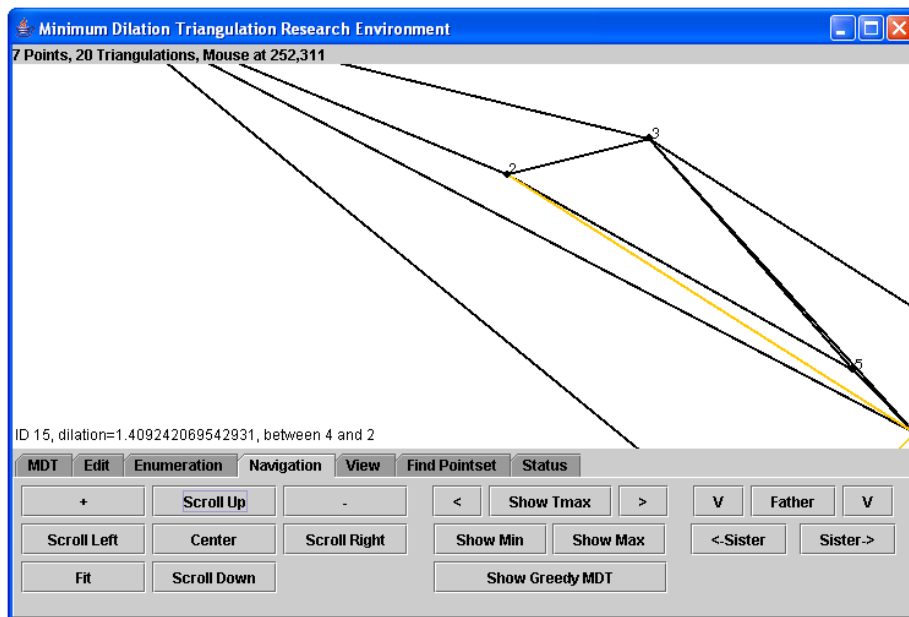 Minimum Dilation Triangulation Research Environment
7 Points, 20 Triangulations, Mouse at 252,311
3
2
5
ID 15, dilation=1.409242069542931, between 4 and 2
MDT Edit Enumeration Navigation View Find Pointset Status
+ Scroll Up - < Show Tmax > V Father V
Scroll Left Center Scroll Right Show Min Show Max <-Sister Sister->
Fit Scroll Down Show Greedy MDT